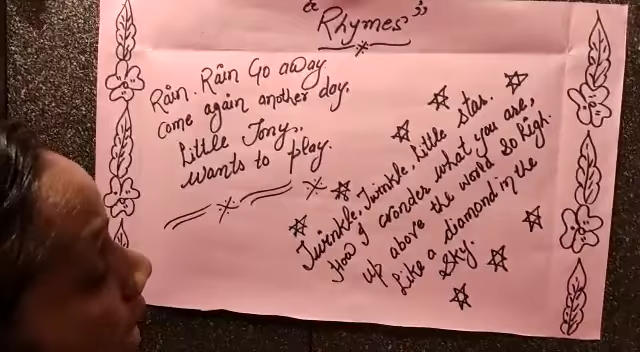 "Rhymes"
Rain. Rain Go away.
Come again another day.
Little Tony,,
wants to play.
Twinkle, Twinkle, Little star.
How I wonder what you are,
up above the world so high.
Like a diamond in the
Sky.